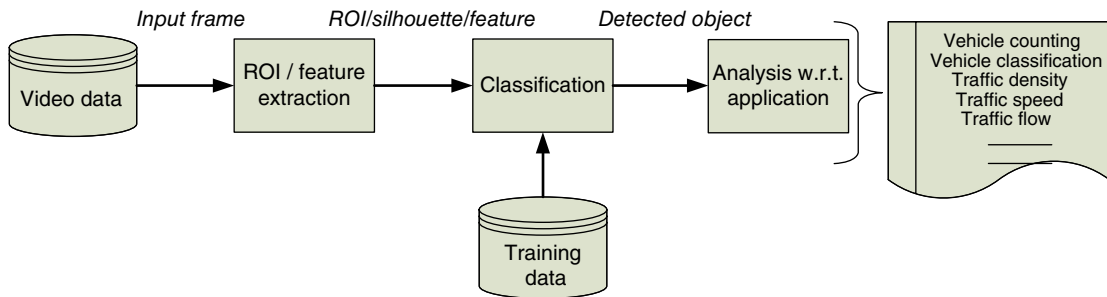 Input frame
ROI/silhouette/feature
Detected object
Video data
ROI / feature
extraction
Classification
Analysis w.r.t.
application
Vehicle counting
Vehicle classification
Traffic density
Traffic speed
Traffic flow
Training
data